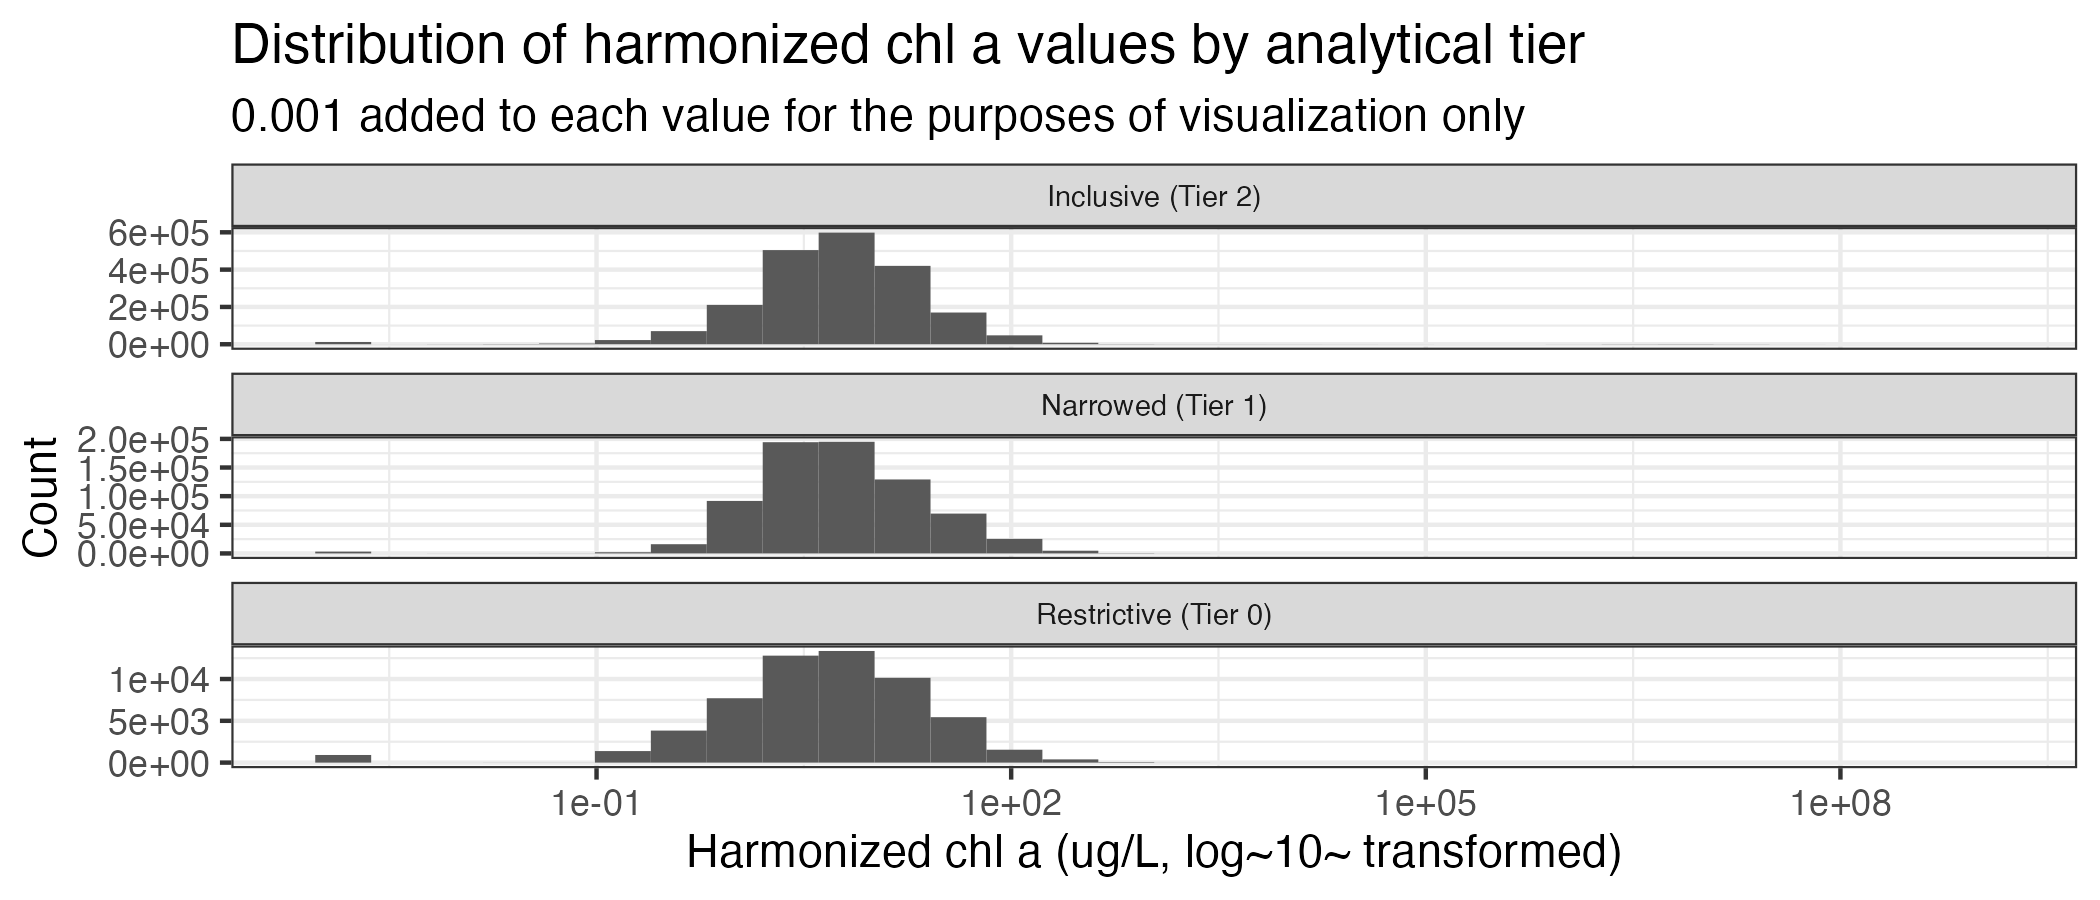 Distribution of harmonized chl a values by analytical tier
0.001 added to each value for the purposes of visualization only
Inclusive (Tier 2)
6e+05
4e+05
2e+05
0e+00
Narrowed (Tier 1)
2.0e+05
1.5e+05
1.0e+05
5.0e+04
0.0e+00
Count
Restrictive (Tier 0)
1e+04
5e+03
0e+00
1e-01 1e+02 1e+05 1e+08
Harmonized chl a (ug/L, log~10~ transformed)